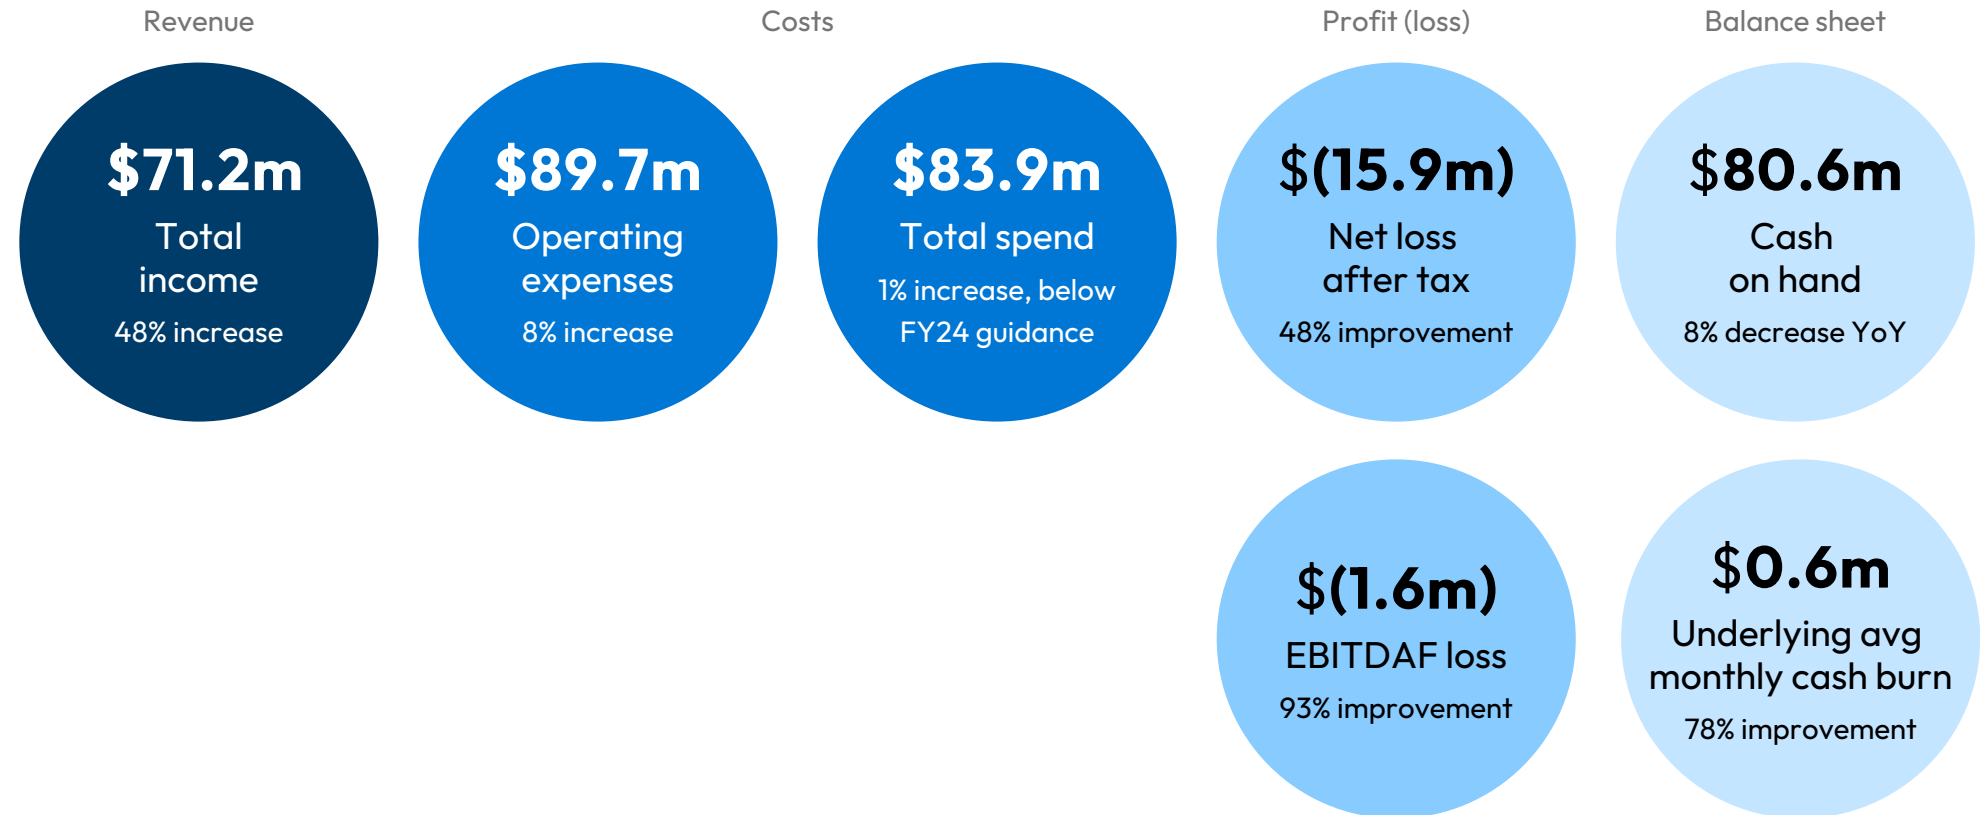 Revenue
Costs
Profit (loss)
Balance sheet
$71.2m
Total
income
48% increase
$89.7m
Operating
expenses
8% increase
$83.9m
Total spend
1% increase, below
FY24 guidance
$(15.9m)
Net loss
after tax
48% improvement
$80.6m
Cash
on hand
8% decrease YoY
$(1.6m)
EBITDAF loss
93% improvement
$0.6m
Underlying avg
monthly cash burn
78% improvement